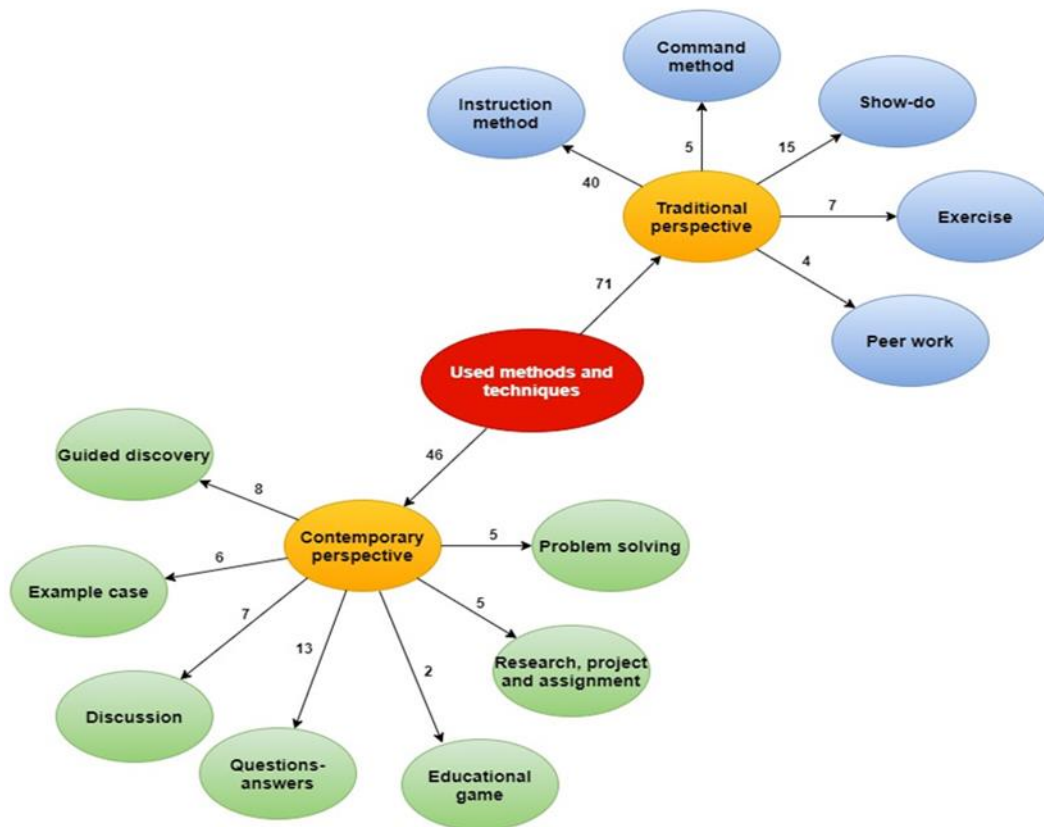 Command
method
Instruction
method
Show-do
5
15
40
Traditional
perspective
7
Exercise
4
71
Peer work
Used methods and
techniques
46
Guided discovery
8
Contemporary
perspective
5
Problem solving
6
Example case
5
7
13
2
Research, project
and assignment
Discussion
Questions-
answers
Educational
game